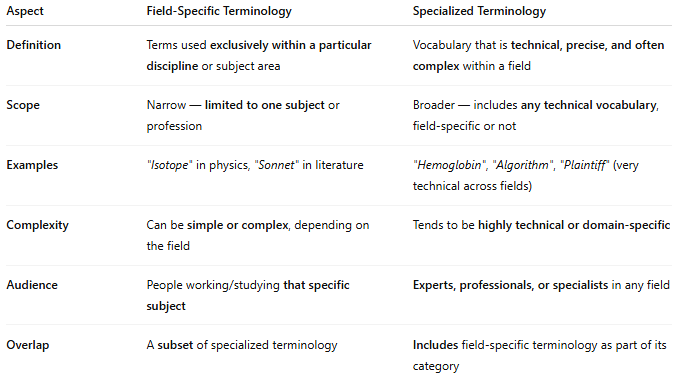 Aspect Field-Specific Terminology Specialized Terminology
Definition Terms used exclusively within a particular Vocabulary that is technical, precise, and often
discipline or subject area complex within a field
Scope Narrow — limited to one subject or Broader — includes any technical vocabulary,
profession field-specific or not
Examples "Isotope" in physics, "Sonnet" in literature "Hemoglobin", "Algorithm", "Plaintiff" (very
technical across fields)
Complexity Can be simple or complex, depending on Tends to be highly technical or domain-specific
the field
Audience People working/studying that specific Experts, professionals, or specialists in any field
subject
Overlap A subset of specialized terminology Includes field-specific terminology as part of its
category